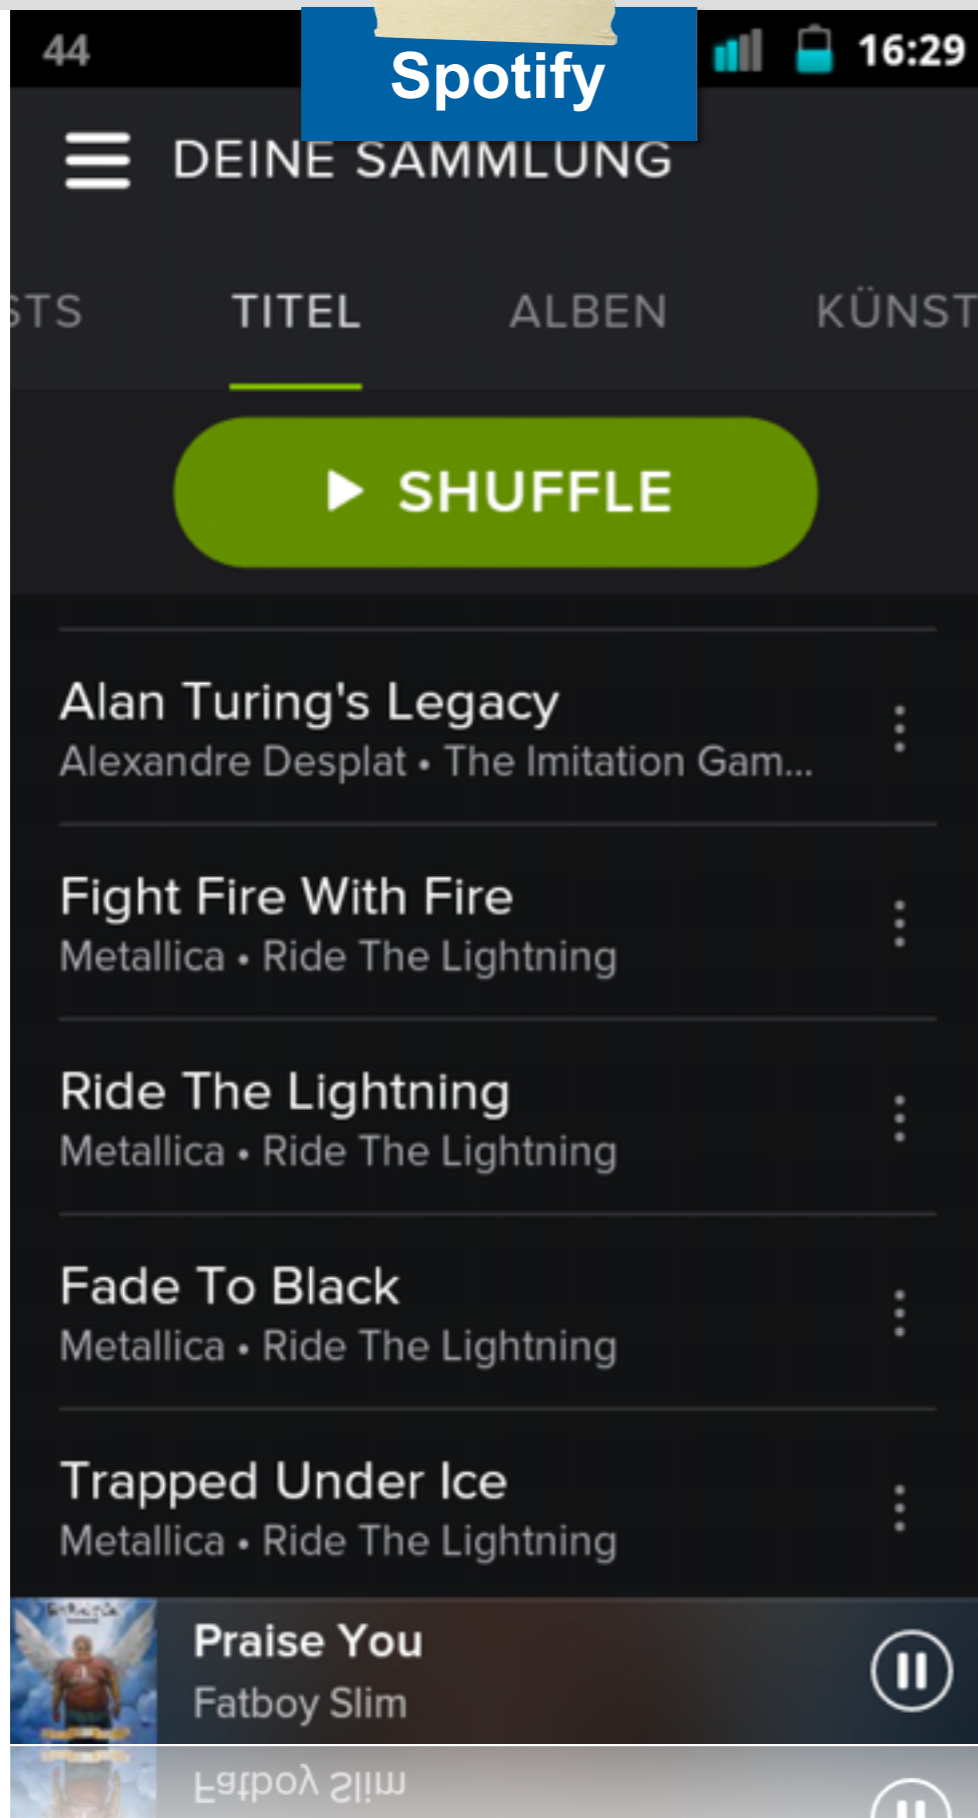 44
16:29
Spotify
DEINE SAMMLUNG
STS TITEL ALBEN KÜNST
SHUFFLE
Alan Turing's Legacy
Alexandre Desplat • The Imitation Gam...
Fight Fire With Fire
Metallica • Ride The Lightning
Ride The Lightning
Metallica • Ride The Lightning
Fade To Black
Metallica • Ride The Lightning
Trapped Under Ice
Metallica • Ride The Lightning
Praise You
Fatboy Slim
Fatboy Slim